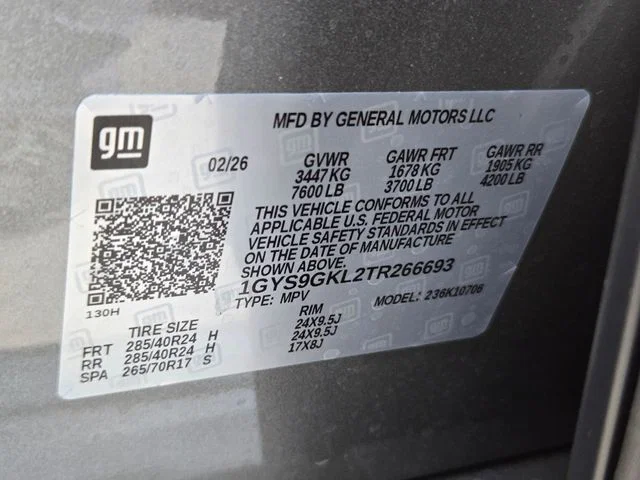 gm
MFD BY GENERAL MOTORS LLC
02/26 GVWR GAWR FRT GAWR RR
3447 KG 1678 KG 1905 KG
7600 LB 3700 LB 4200 LB
THIS VEHICLE CONFORMS TO ALL
APPLICABLE U.S. FEDERAL MOTOR
VEHICLE SAFETY STANDARDS IN EFFECT
ON THE DATE OF MANUFACTURE
SHOWN ABOVE.
1GYS9GKL2TR266693
TYPE: MPV MODEL: 236K10706
130H
TIRE SIZE RIM
FRT 285/40R24 H 24X9.5J
RR 285/40R24 H 24X9.5J
SPA 265/70R17 S 17X8J